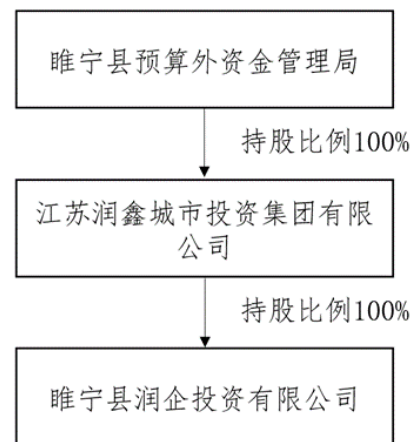 睢宁县预算外资金管理局
持股比例100%
江苏润鑫城市投资集团有限
公司
持股比例100%
睢宁县润企投资有限公司